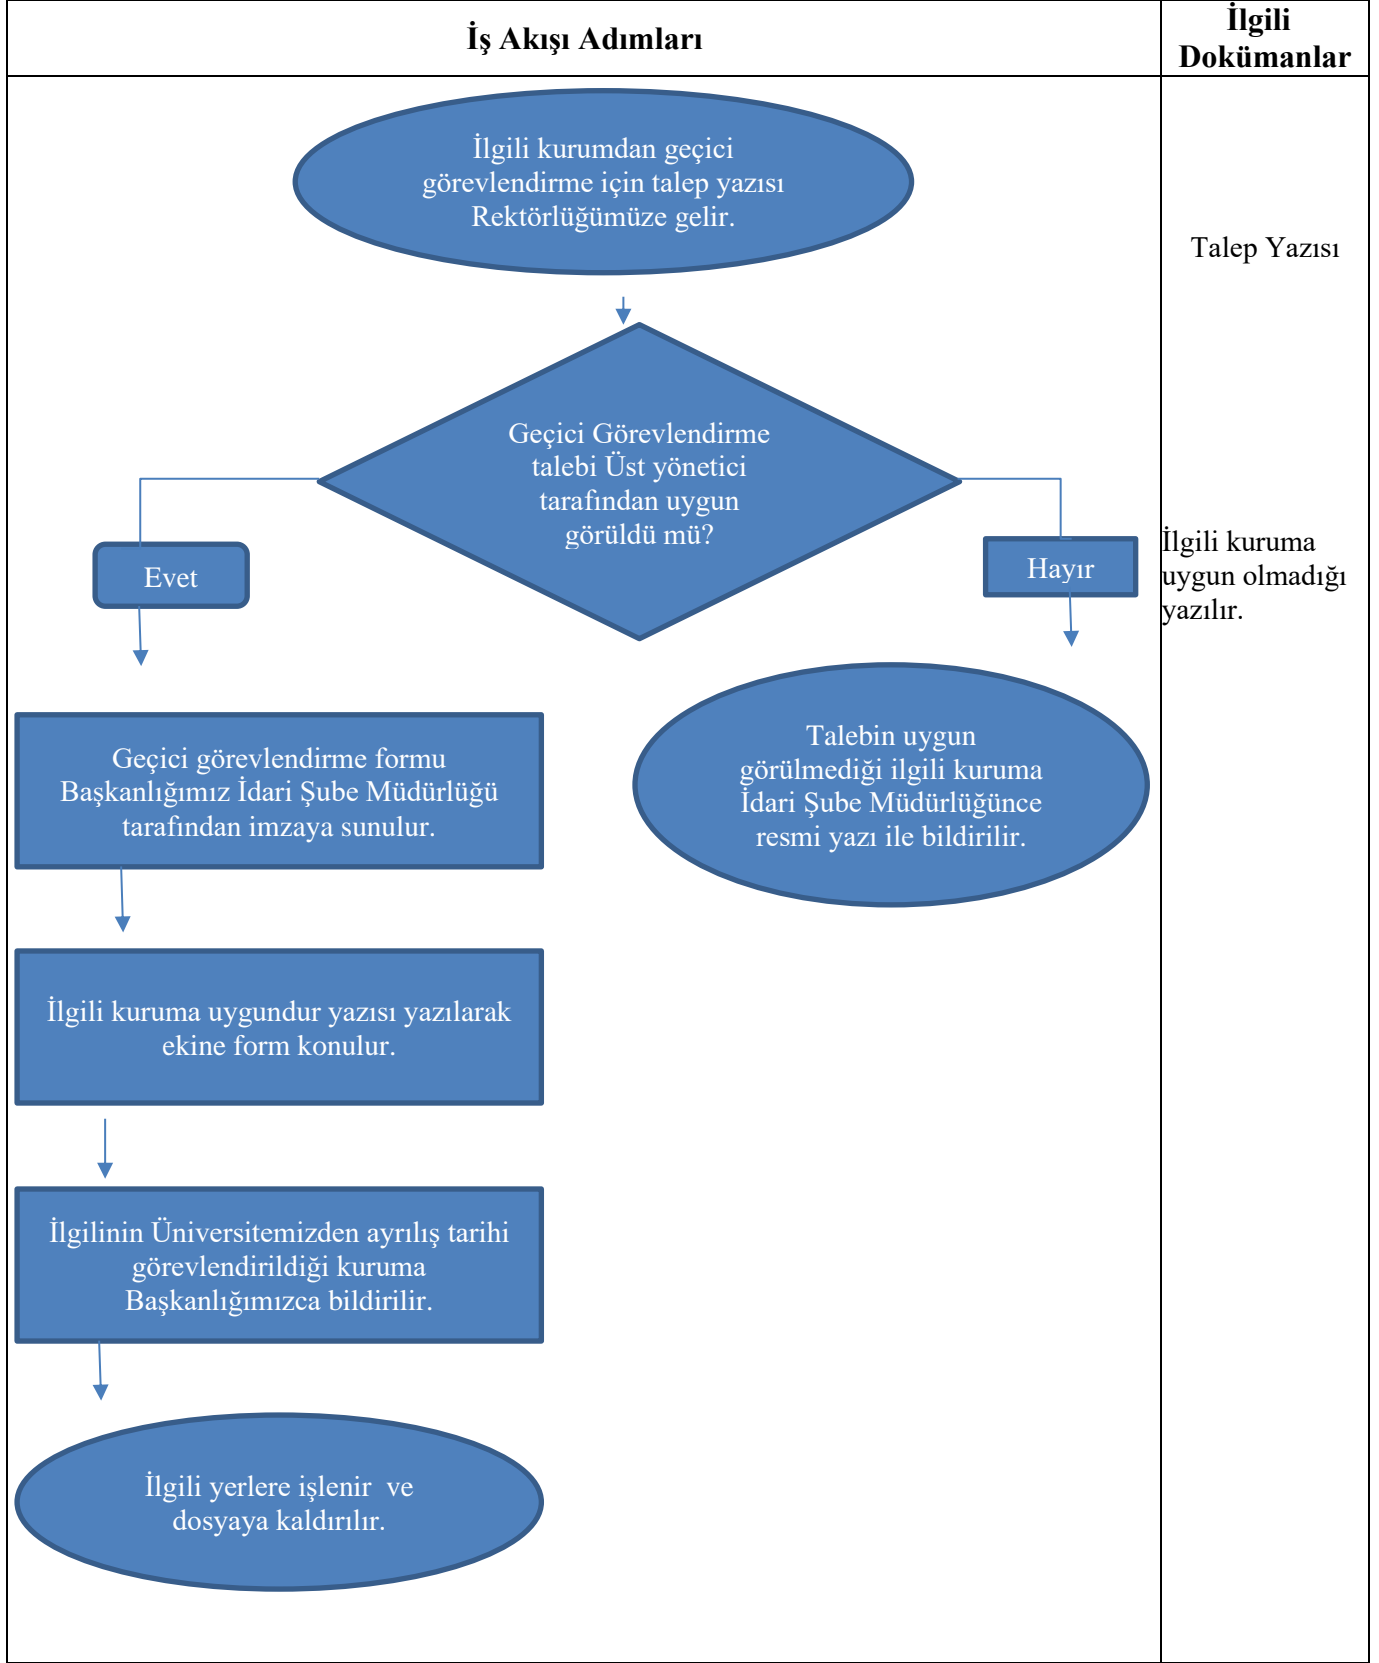 İş Akışı Adımları
İlgili
Dokümanlar
İlgili kurumdan geçici
görevlendirme için talep yazısı
Rektörlüğümüze gelir.
Talep Yazısı
Geçici Görevlendirme
talebi Üst yönetici
tarafından uygun
görüldü mü?
Evet
Hayır
İlgili kuruma
uygun olmadığı
yazılır.
Geçici görevlendirme formu
Başkanlığımız İdari Şube Müdürlüğü
tarafından imzaya sunulur.
Talebin uygun
görülmediği ilgili kuruma
İdari Şube Müdürlüğünce
resmi yazı ile bildirilir.
İlgili kuruma uygundur yazısı yazılarak
ekine form konulur.
İlgilinin Üniversitemizden ayrılış tarihi
görevlendirildiği kuruma
Başkanlığımızca bildirilir.
İlgili yerlere işlenir  ve
dosyaya kaldırılır.